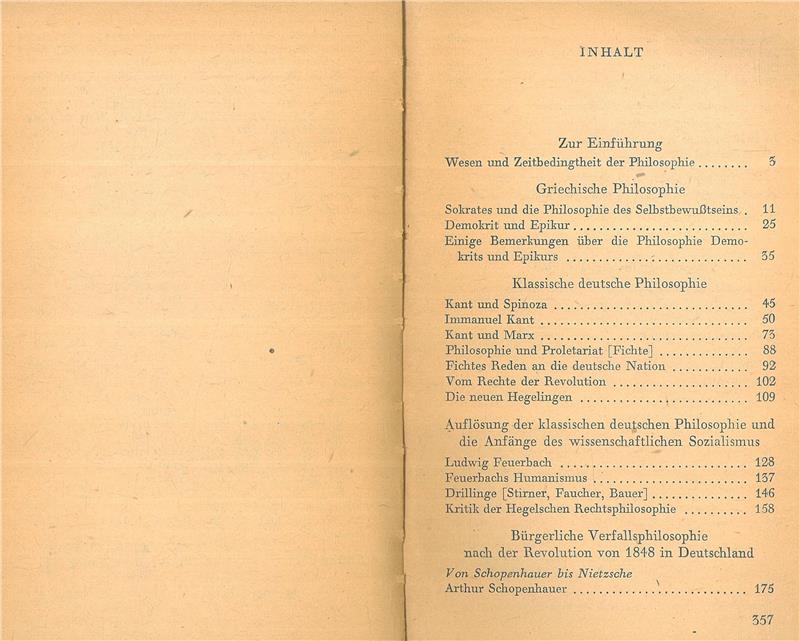 INHALT
Zur Einführung
Wesen und Zeitbedingtheit der Philosophie ........ 3
Griechische Philosophie
Sokrates und die Philosophie des Selbstbewußtseins . 11
Demokrit und Epikur ........................... 25
Einige Bemerkungen über die Philosophie Demo-
krits und Epikurs ........................... 35
Klassische deutsche Philosophie
Kant und Spinoza ............................. 45
Immanuel Kant ............................... 50
Kant und Marx ............................... 73
Philosophie und Proletariat [Fichte] ............. 88
Fichtes Reden an die deutsche Nation ............ 92
Vom Rechte der Revolution .................... 102
Die neuen Hegelingen ......................... 109
Auflösung der klassischen deutschen Philosophie und
die Anfänge des wissenschaftlichen Sozialismus
Ludwig Feuerbach ............................ 128
Feuerbachs Humanismus ....................... 137
Drillinge [Stirner, Faucher, Bauer] .............. 146
Kritik der Hegelschen Rechtsphilosophie .......... 158
Bürgerliche Verfallsphilosophie
nach der Revolution von 1848 in Deutschland
Von Schopenhauer bis Nietzsche
Arthur Schopenhauer .......................... 175
357